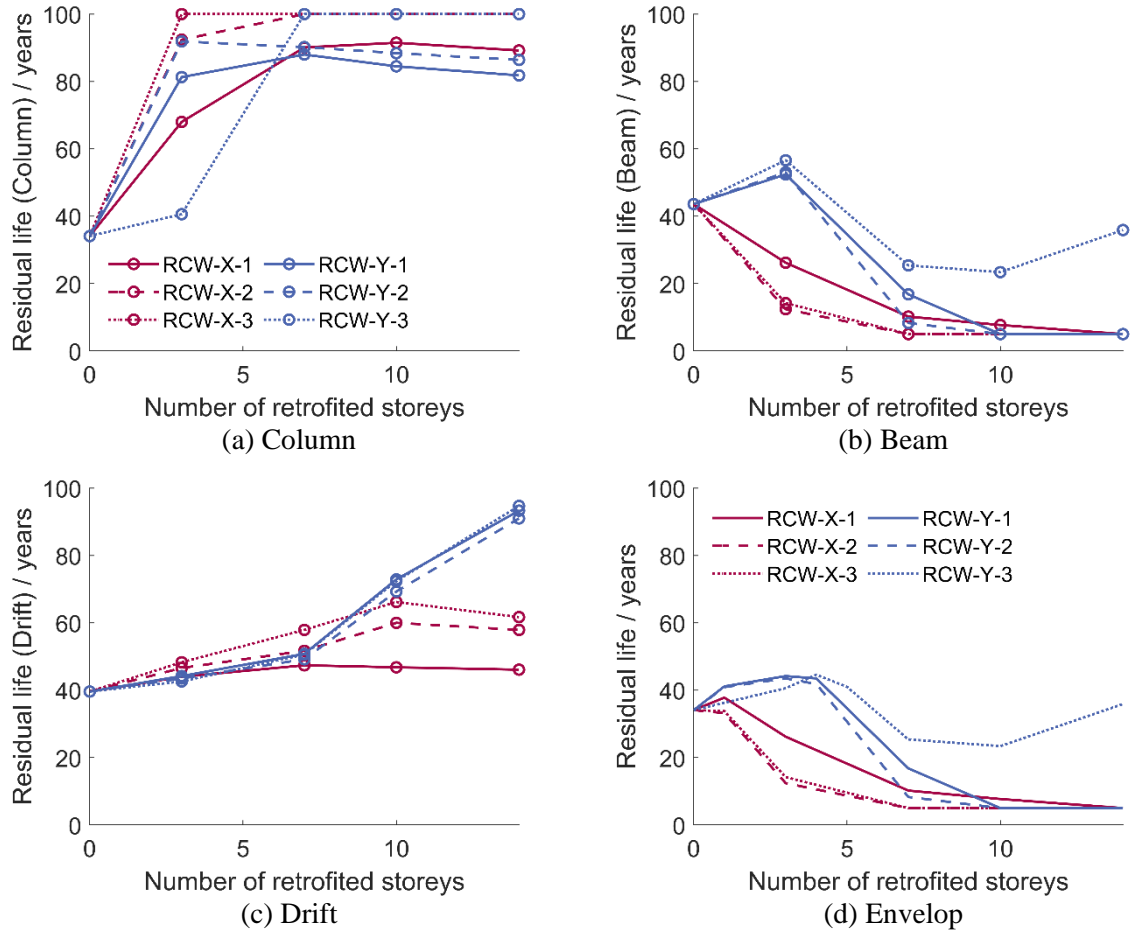 100
80
60
40
20
0
0
5
10
Residual life (Column) / years
RCW-X-1
RCW-Y-1
RCW-X-2
RCW-Y-2
RCW-X-3
RCW-Y-3
Number of retrofited storeys
(a) Column
100
80
60
40
20
0
0
5
10
Residual life (Beam) / years
Number of retrofited storeys
(b) Beam
100
80
60
40
20
0
0
5
10
Residual life (Drift) / years
Number of retrofited storeys
(c) Drift
100
80
60
40
20
0
0
5
10
Residual life / years
RCW-X-1
RCW-Y-1
RCW-X-2
RCW-Y-2
RCW-X-3
RCW-Y-3
Number of retrofited storeys
(d) Envelop